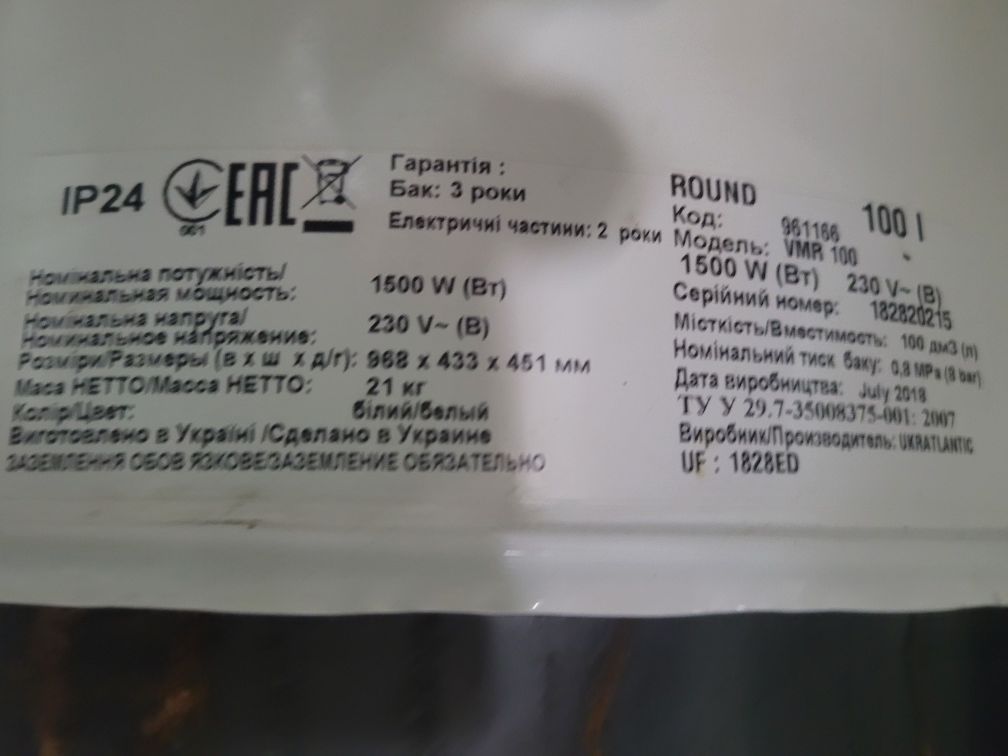 IP24
001
EAC
Гарантія :
Бак: 3 роки
Електричні частини: 2 роки
Номінальна потужність/
Номинальная мощность: 1500 W (Вт)
Номінальна напруга/
Номинальное напряжение: 230 V~ (В)
Розміри/Размеры (в х ш х д/г): 968 x 433 x 451 мм
Маса НЕТТО/Масса НЕТТО: 21 кг
Колір/Цвет: білий/белый
Виготовлено в Україні /Сделано в Украине
ЗАЗЕМЛЕННЯ ОБОВ ЯЗКОВЕ/ЗАЗЕМЛЕНИЕ ОБЯЗАТЕЛЬНО
ROUND 100 l
Код: 961166
Модель: VMR 100
1500 W (Вт) 230 V~ (В)
Серійний номер: 182820215
Місткість/Вместимость: 100 дм3 (л)
Номінальний тиск баку: 0,8 MPa (8 bar)
Дата виробництва: July 2018
ТУ У 29.7-35008375-001: 2007
Виробник/Производитель: UKRATLANTIC
UF : 1828ED